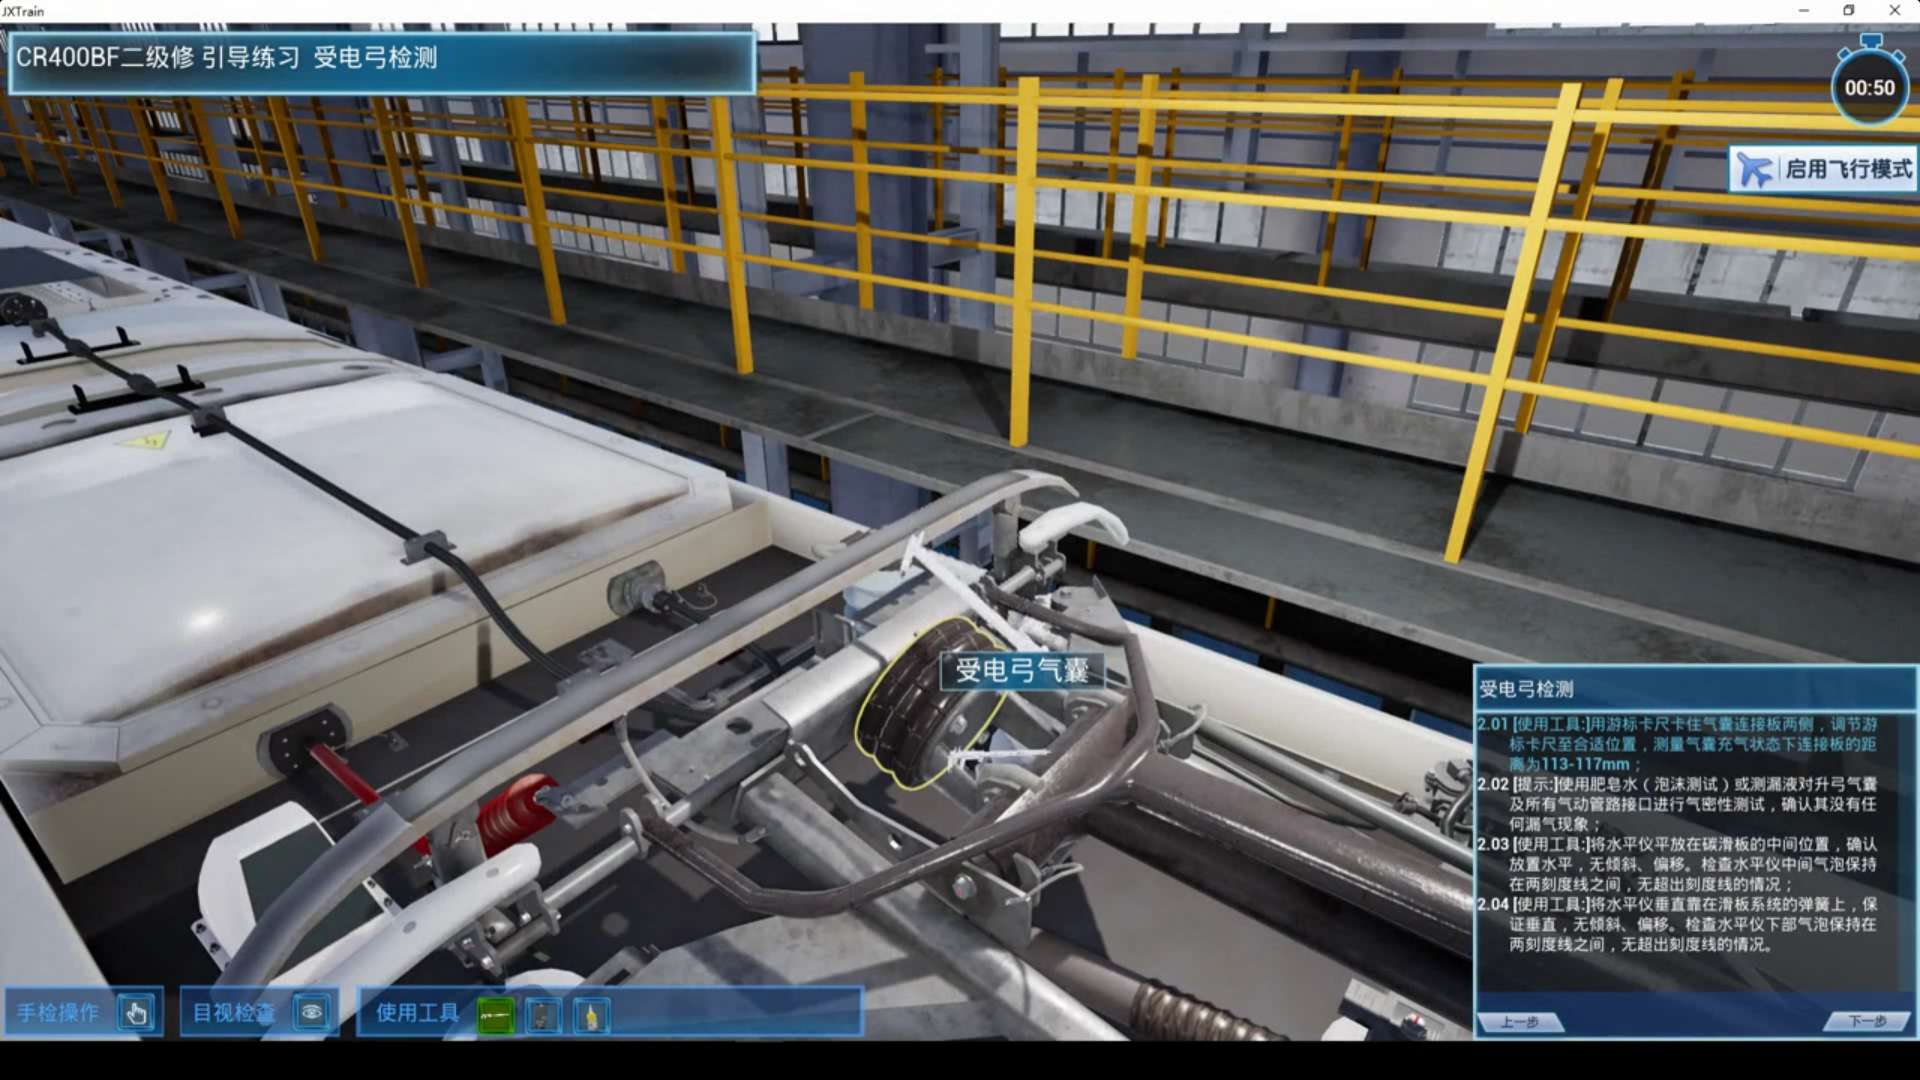 JXTrain
CR400BF二级修 引导练习 受电弓检测
00:50
启用飞行模式
受电弓气囊
受电弓检测
2.01 [使用工具:]用游标卡尺卡住气囊连接板两侧，调节游
标卡尺至合适位置，测量气囊充气状态下连接板的距
离为113-117mm；
2.02 [提示:]使用肥皂水（泡沫测试）或测漏液对升弓气囊
及所有气动管路接口进行气密性测试，确认其没有任
何漏气现象；
2.03 [使用工具:]将水平仪平放在碳滑板的中间位置，确认
放置水平，无倾斜、偏移。检查水平仪中间气泡保持
在两刻度线之间，无超出刻度线的情况；
2.04 [使用工具:]将水平仪垂直靠在滑板系统的弹簧上，保
证垂直，无倾斜、偏移。检查水平仪下部气泡保持在
两刻度线之间，无超出刻度线的情况。
上一步
下一步
手检操作
目视检查
使用工具